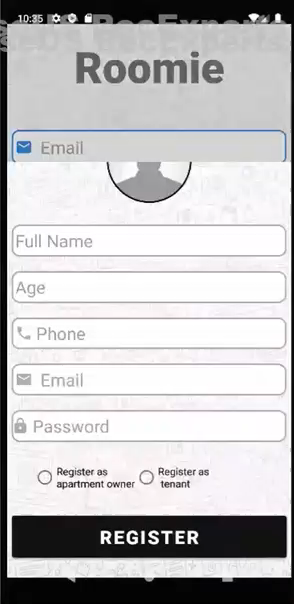 10:35
Roomie
Email
Full Name
Age
Phone
Email
Password
Register as
apartment owner
Register as
tenant
REGISTER